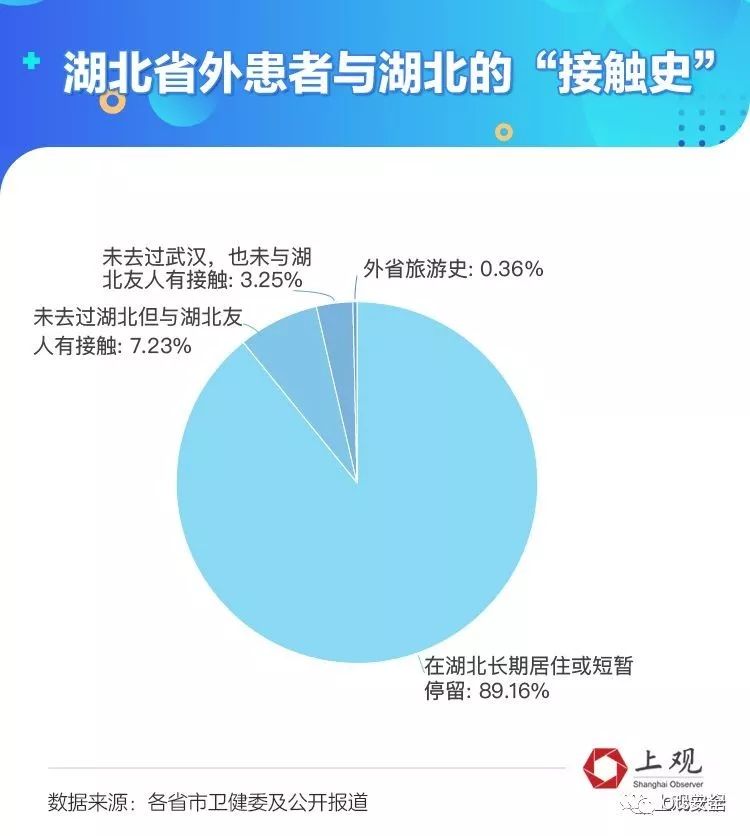 湖北省外患者与湖北的“接触史”
未去过武汉，也未与湖
北友人有接触: 3.25%
外省旅游史: 0.36%
未去过湖北但与湖北友
人有接触: 7.23%
在湖北长期居住或短暂
停留: 89.16%
上观
Shanghai Observer
数据来源：各省市卫健委及公开报道